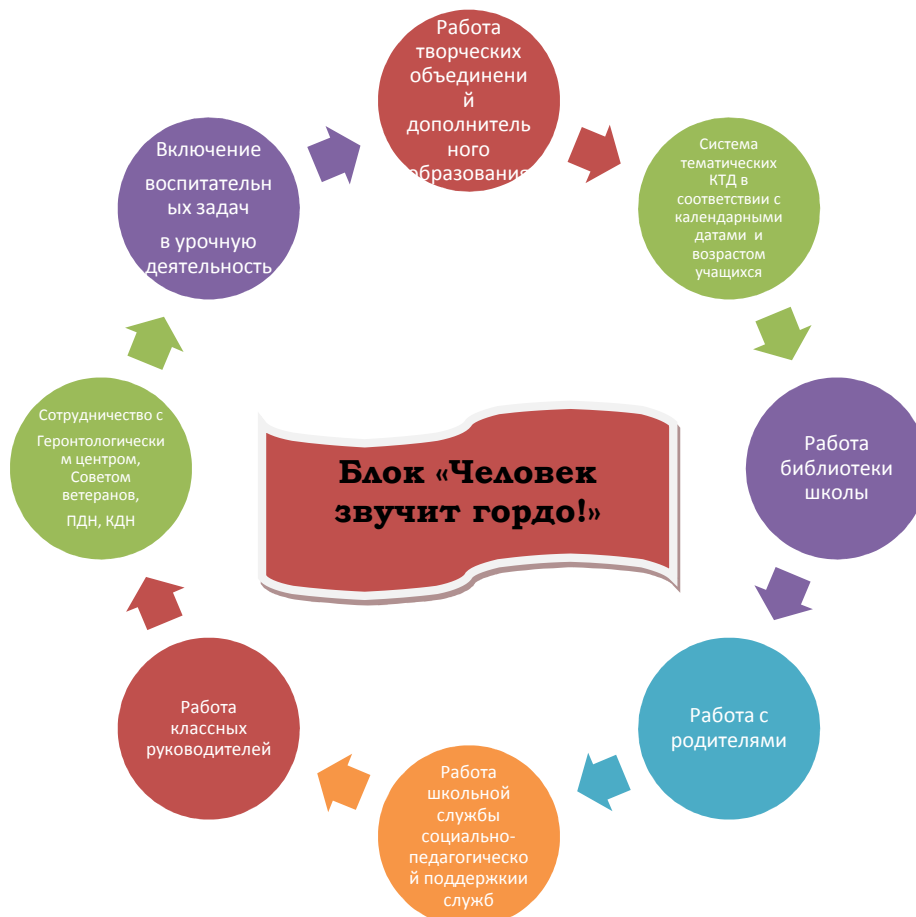 Работа
творческих
объединени
й
дополнитель
ного
образования
Система
тематических
КТД в
соответствии с
календарными
датами и
возрастом
учащихся
Работа
библиотеки
школы
Работа с
родителями
Работа
школьной
службы
социально-
педагогическо
й поддержкии
служб
Работа
классных
руководителей
Сотрудничество с
Геронтологически
м центром,
Советом
ветеранов,
ПДН, КДН
Включение
воспитательн
ых задач
в урочную
деятельность
Блок «Человек
звучит гордо!»